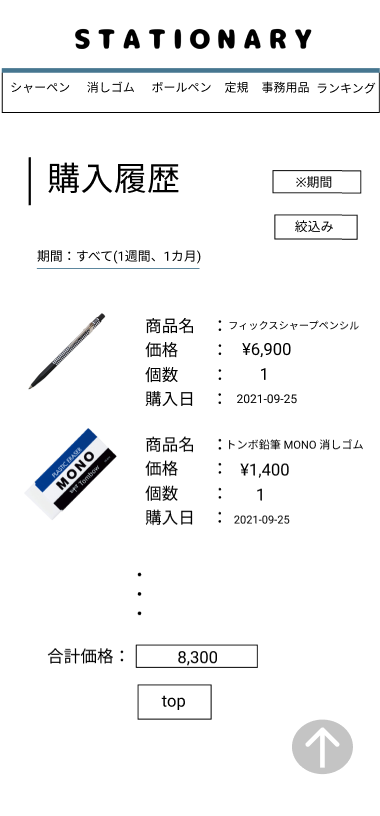 STATIONARY
シャーペン 消しゴム ボールペン 定規 事務用品 ランキング
購入履歴
※期間
絞込み
期間：すべて(1週間、1カ月)
商品名 ：フィックスシャープペンシル
価格 ： ¥6,900
個数 ： 1
購入日 ： 2021-09-25
PLASTIC ERASER
MONO
Tombow
商品名 ：トンボ鉛筆 MONO 消しゴム
価格 ： ¥1,400
個数 ： 1
購入日 ： 2021-09-25
・
・
・
合計価格： 8,300
top